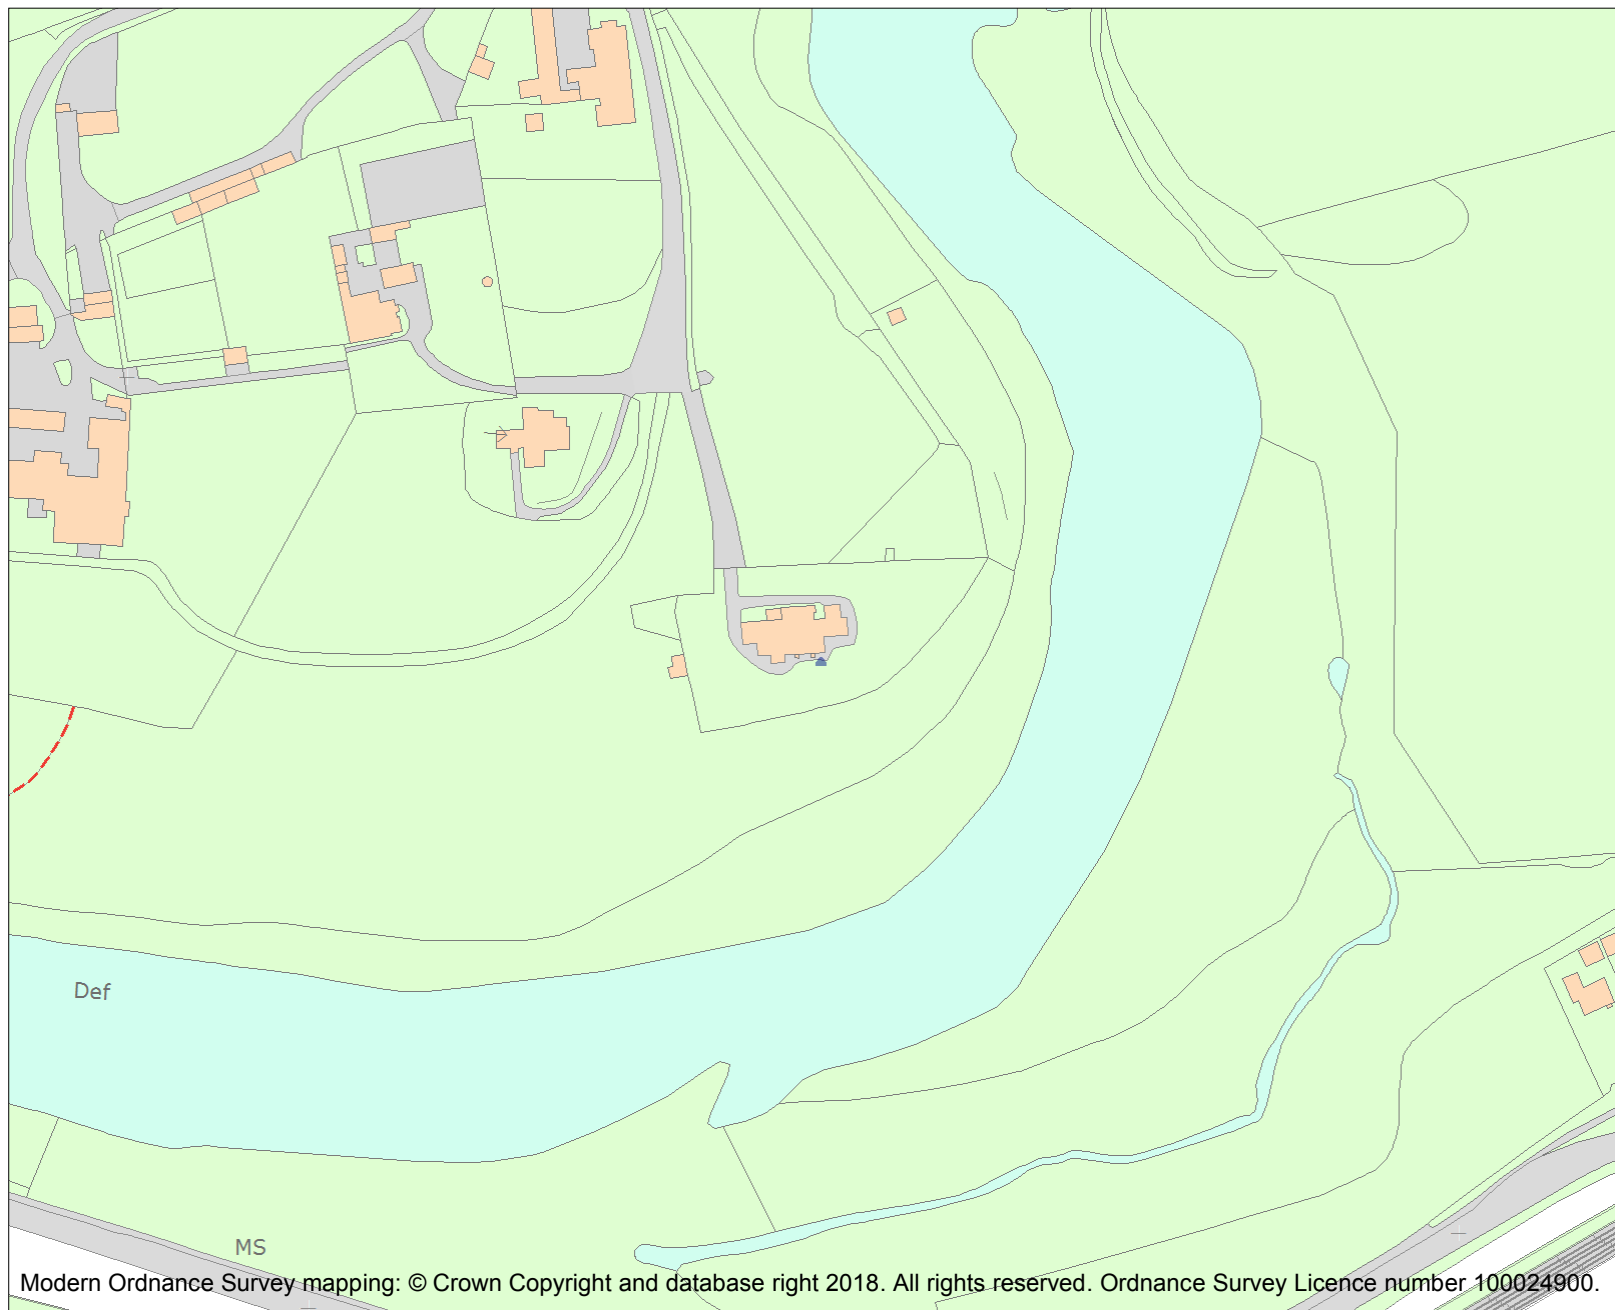 Def
MS
Modern Ordnance Survey mapping: © Crown Copyright and database right 2018. All rights reserved. Ordnance Survey Licence number 100024900.